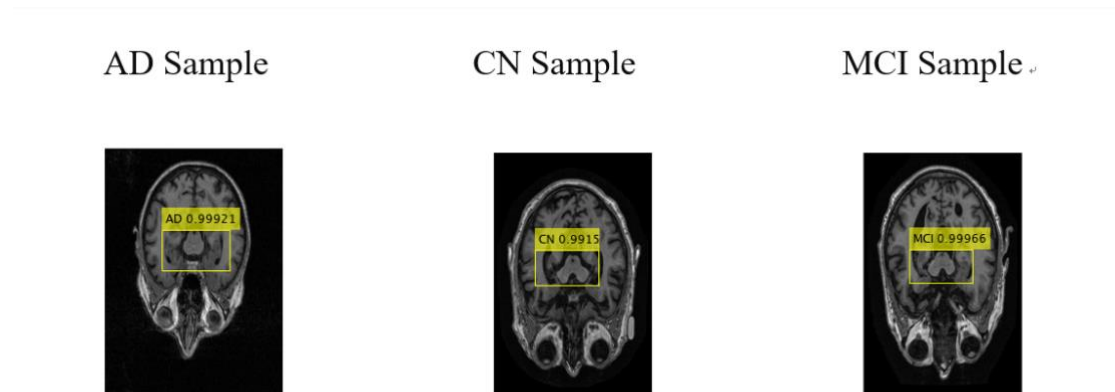 AD Sample
CN Sample
MCI Sample
AD 0.99921
CN 0.9915
MCI 0.99966